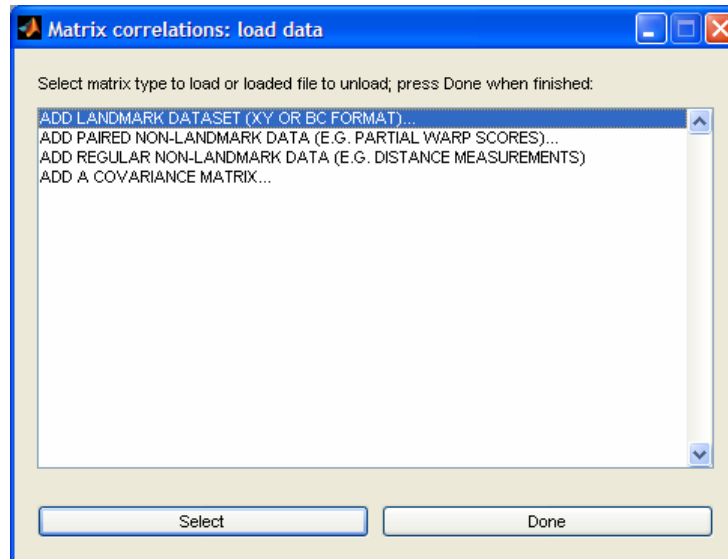 Matrix correlations: load data
Select matrix type to load or loaded file to unload; press Done when finished:
ADD LANDMARK DATASET (XY OR BC FORMAT)...
ADD PAIRED NON-LANDMARK DATA (E.G. PARTIAL WARP SCORES)...
ADD REGULAR NON-LANDMARK DATA (E.G. DISTANCE MEASUREMENTS)
ADD A COVARIANCE MATRIX...
Select
Done